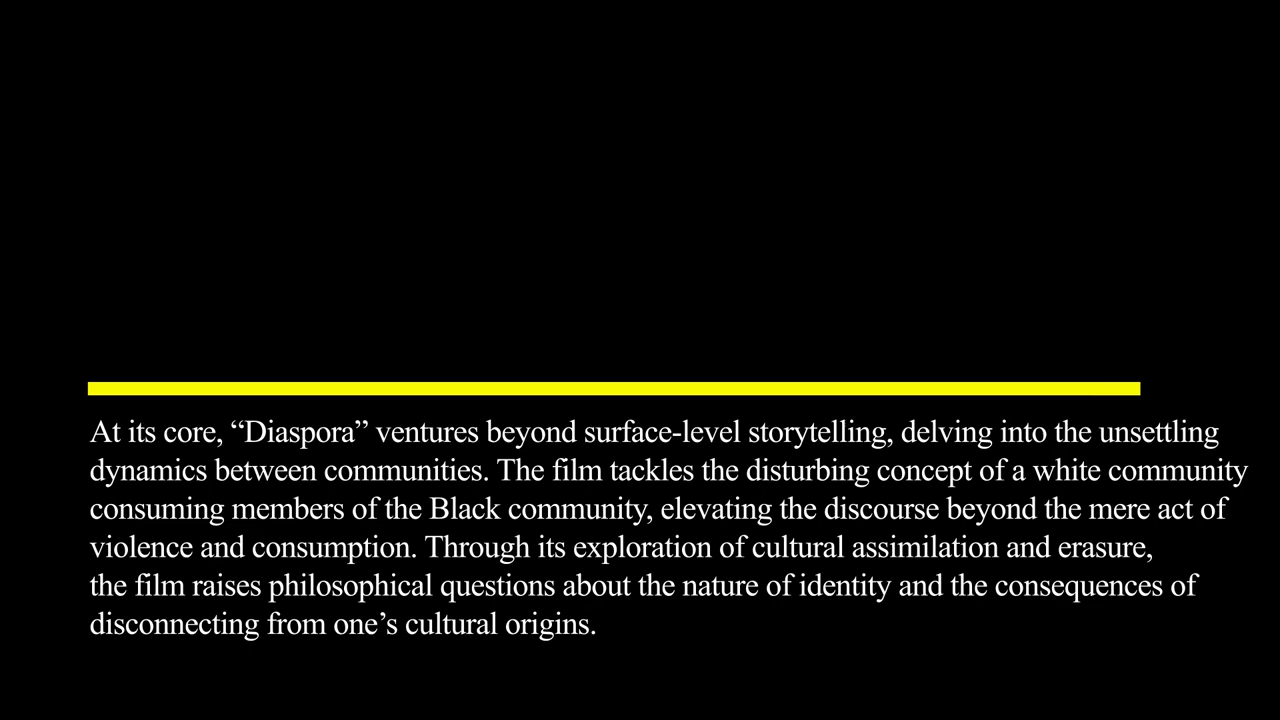 At its core, “Diaspora” ventures beyond surface-level storytelling, delving into the unsettling
dynamics between communities. The film tackles the disturbing concept of a white community
consuming members of the Black community, elevating the discourse beyond the mere act of
violence and consumption. Through its exploration of cultural assimilation and erasure,
the film raises philosophical questions about the nature of identity and the consequences of
disconnecting from one’s cultural origins.